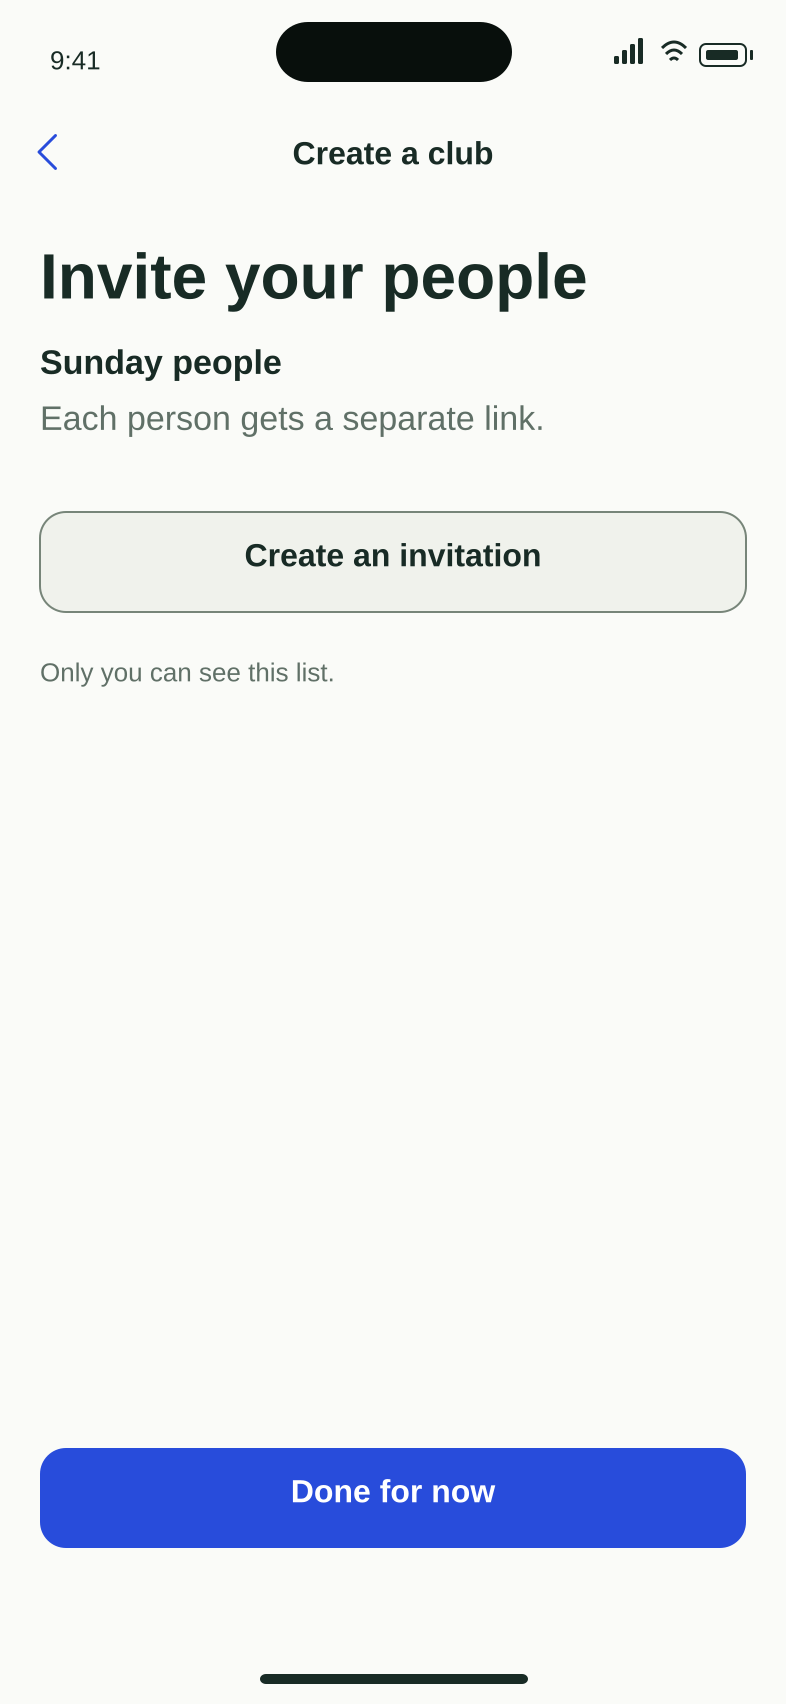 9:41
Create a club
Invite your people
Sunday people
Each person gets a separate link.
Create an invitation
Only you can see this list.
Done for now